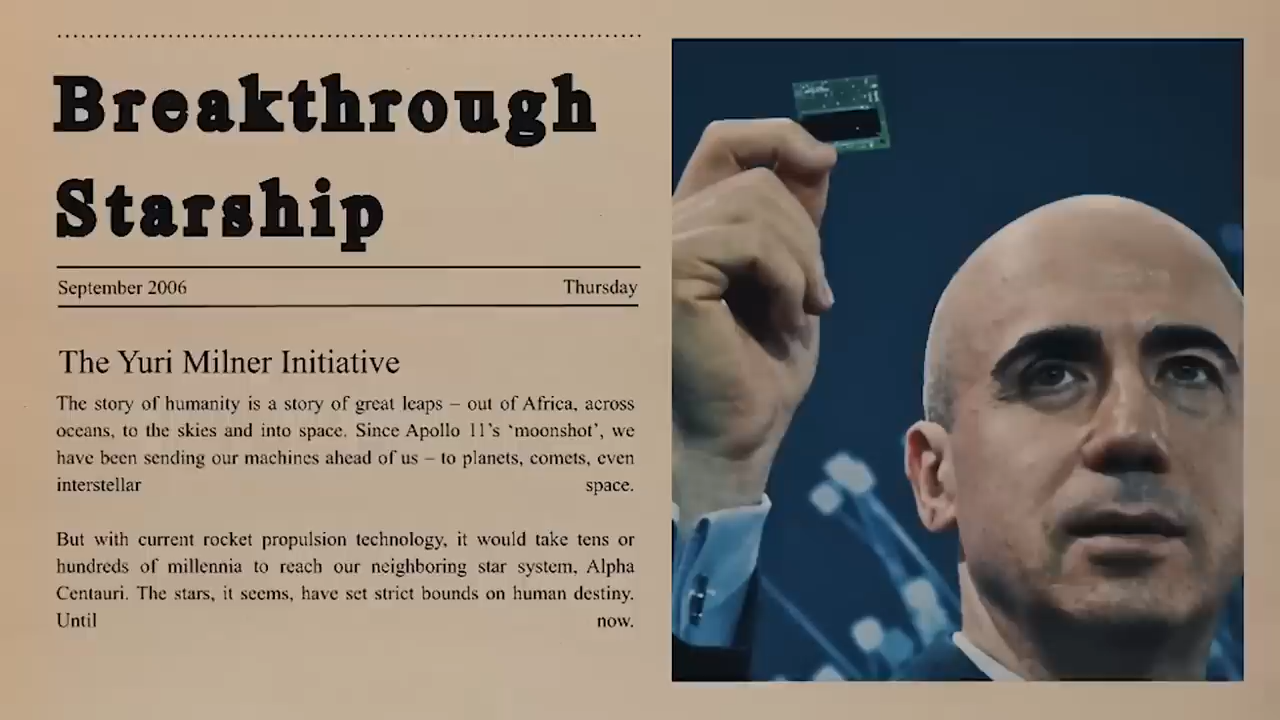 Breakthrough
Starship
September 2006 Thursday
The Yuri Milner Initiative
The story of humanity is a story of great leaps – out of Africa, across
oceans, to the skies and into space. Since Apollo 11's ‘moonshot’, we
have been sending our machines ahead of us – to planets, comets, even
interstellar space.
But with current rocket propulsion technology, it would take tens or
hundreds of millennia to reach our neighboring star system, Alpha
Centauri. The stars, it seems, have set strict bounds on human destiny.
Until now.